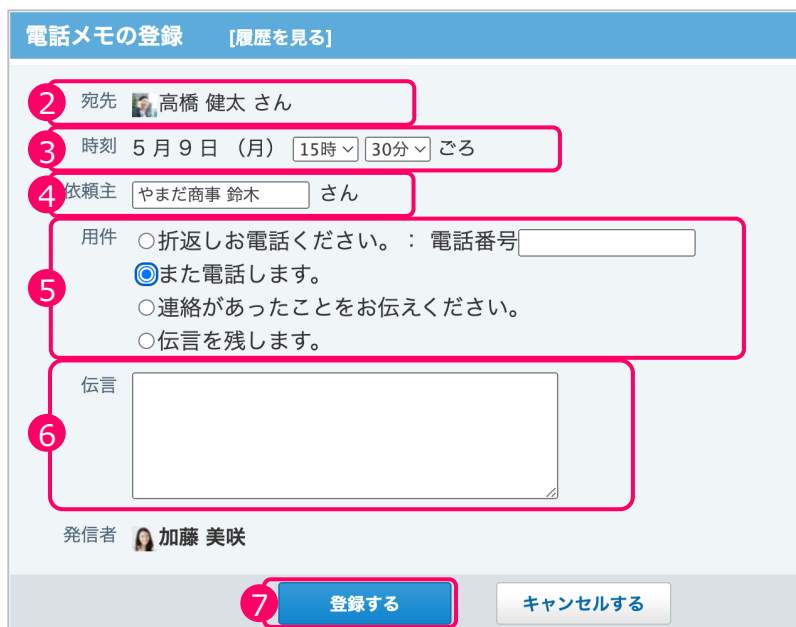 電話メモの登録 [履歴を見る]
2 宛先 高橋 健太 さん
3 時刻 5 月 9 日 （月） 15時 30分 ごろ
4 依頼主 やまだ商事 鈴木 さん
用件 ○折返しお電話ください。： 電話番号
5 また電話します。
○連絡があったことをお伝えください。
○伝言を残します。
伝言
6
発信者 加藤 美咲
7 登録する キャンセルする